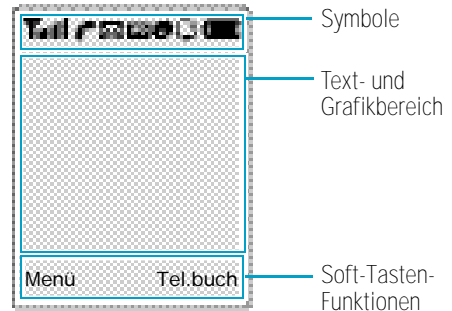 Symbole
Text- und
Grafikbereich
Menü Tel.buch
Soft-Tasten-
Funktionen